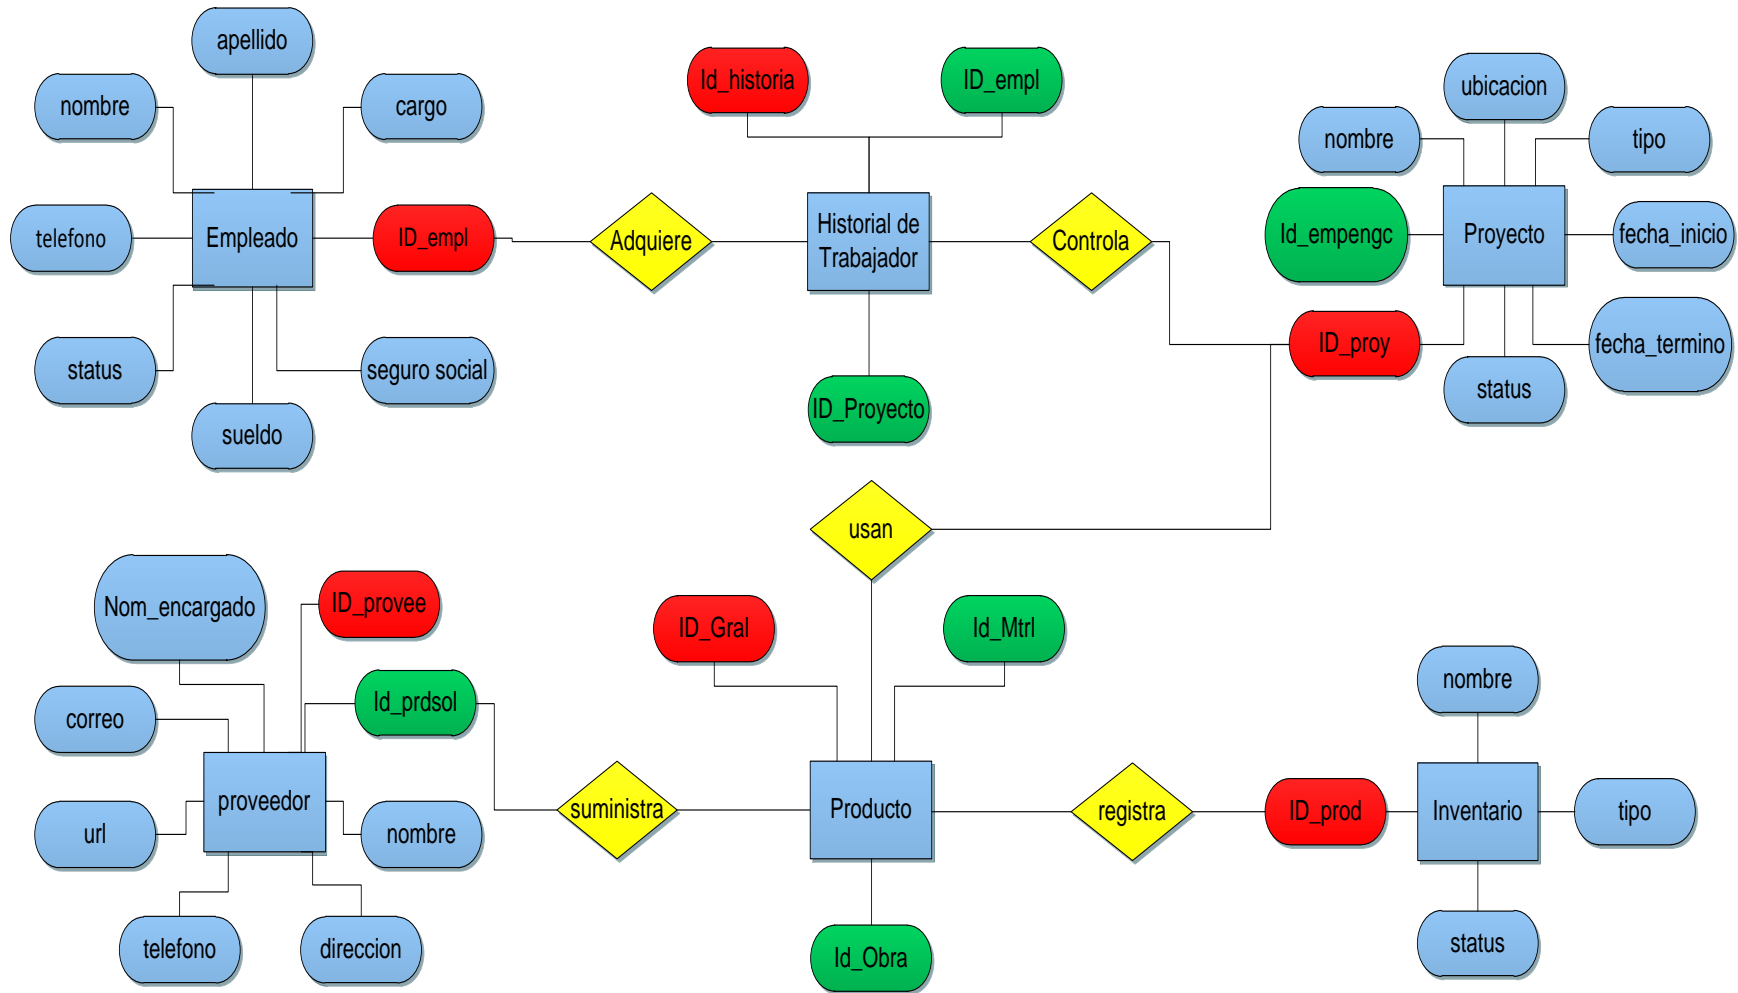 apellido
nombre
cargo
telefono
Empleado
ID_empl
status
seguro social
sueldo
Adquiere
Id_historia
ID_empl
Historial de
Trabajador
ID_Proyecto
Controla
ubicacion
nombre
tipo
Id_empengc
Proyecto
fecha_inicio
ID_proy
fecha_termino
status
usan
Nom_encargado
ID_provee
correo
Id_prdsol
proveedor
url
nombre
telefono
direccion
suministra
ID_Gral
Id_Mtrl
Producto
Id_Obra
registra
nombre
ID_prod
Inventario
tipo
status